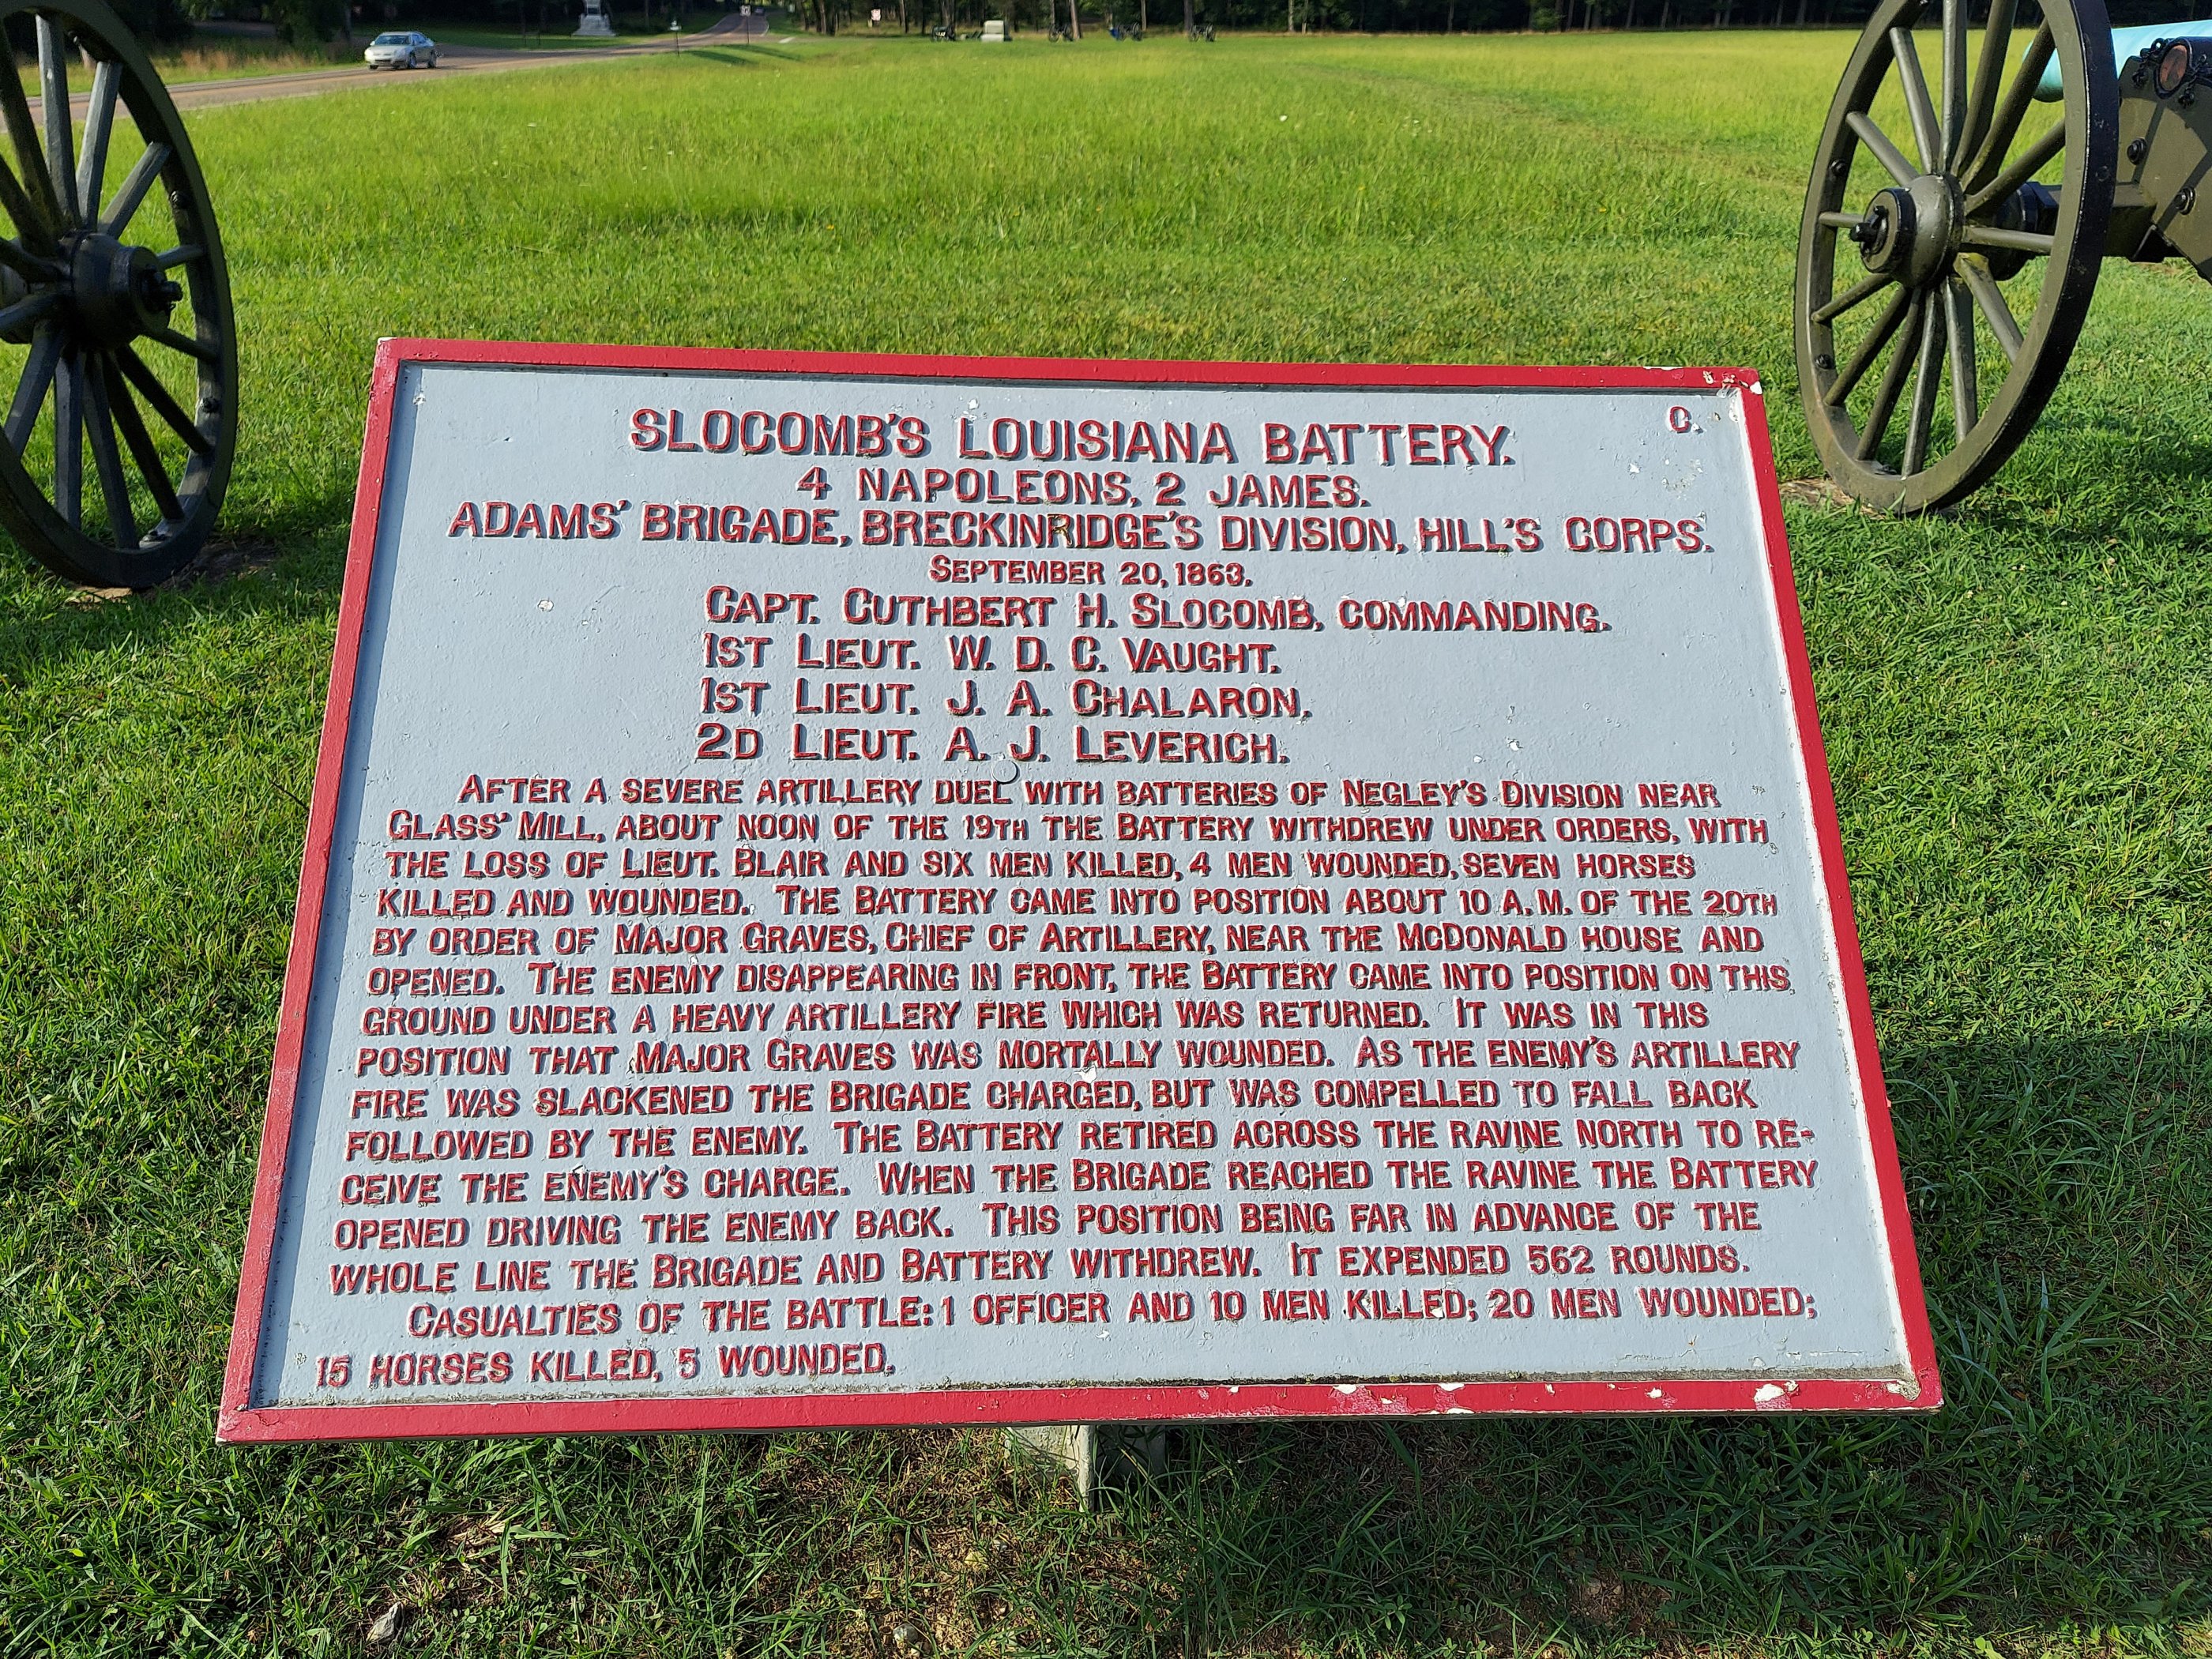 C.
SLOCOMB'S LOUISIANA BATTERY.
4 NAPOLEONS, 2 JAMES.
ADAMS' BRIGADE, BRECKINRIDGE'S DIVISION, HILL'S CORPS.
SEPTEMBER 20, 1863.
CAPT. CUTHBERT H. SLOCOMB, COMMANDING.
1ST LIEUT. W. D. C. VAUGHT.
1ST LIEUT. J. A. CHALARON.
2D LIEUT. A. J. LEVERICH.
AFTER A SEVERE ARTILLERY DUEL WITH BATTERIES OF NEGLEY'S DIVISION NEAR
GLASS' MILL, ABOUT NOON OF THE 19TH THE BATTERY WITHDREW UNDER ORDERS, WITH
THE LOSS OF LIEUT. BLAIR AND SIX MEN KILLED, 4 MEN WOUNDED, SEVEN HORSES
KILLED AND WOUNDED. THE BATTERY CAME INTO POSITION ABOUT 10 A.M. OF THE 20TH
BY ORDER OF MAJOR GRAVES, CHIEF OF ARTILLERY, NEAR THE MCDONALD HOUSE AND
OPENED. THE ENEMY DISAPPEARING IN FRONT, THE BATTERY CAME INTO POSITION ON THIS
GROUND UNDER A HEAVY ARTILLERY FIRE WHICH WAS RETURNED. IT WAS IN THIS
POSITION THAT MAJOR GRAVES WAS MORTALLY WOUNDED. AS THE ENEMY'S ARTILLERY
FIRE WAS SLACKENED THE BRIGADE CHARGED, BUT WAS COMPELLED TO FALL BACK
FOLLOWED BY THE ENEMY. THE BATTERY RETIRED ACROSS THE RAVINE NORTH TO RE-
CEIVE THE ENEMY'S CHARGE. WHEN THE BRIGADE REACHED THE RAVINE THE BATTERY
OPENED DRIVING THE ENEMY BACK. THIS POSITION BEING FAR IN ADVANCE OF THE
WHOLE LINE THE BRIGADE AND BATTERY WITHDREW. IT EXPENDED 562 ROUNDS.
CASUALTIES OF THE BATTLE: 1 OFFICER AND 10 MEN KILLED; 20 MEN WOUNDED;
15 HORSES KILLED, 5 WOUNDED.